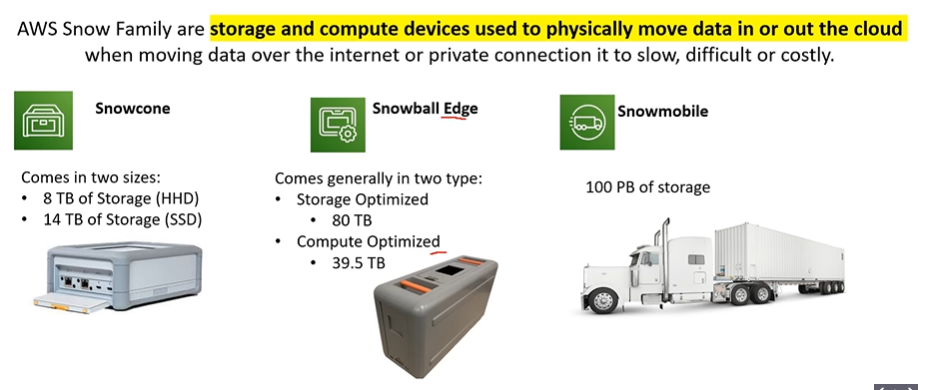 AWS Snow Family are storage and compute devices used to physically move data in or out the cloud
when moving data over the internet or private connection it to slow, difficult or costly.
Snowcone
Comes in two sizes:
• 8 TB of Storage (HHD)
• 14 TB of Storage (SSD)
Snowball Edge
Comes generally in two type:
• Storage Optimized
• 80 TB
• Compute Optimized
• 39.5 TB
Snowmobile
100 PB of storage